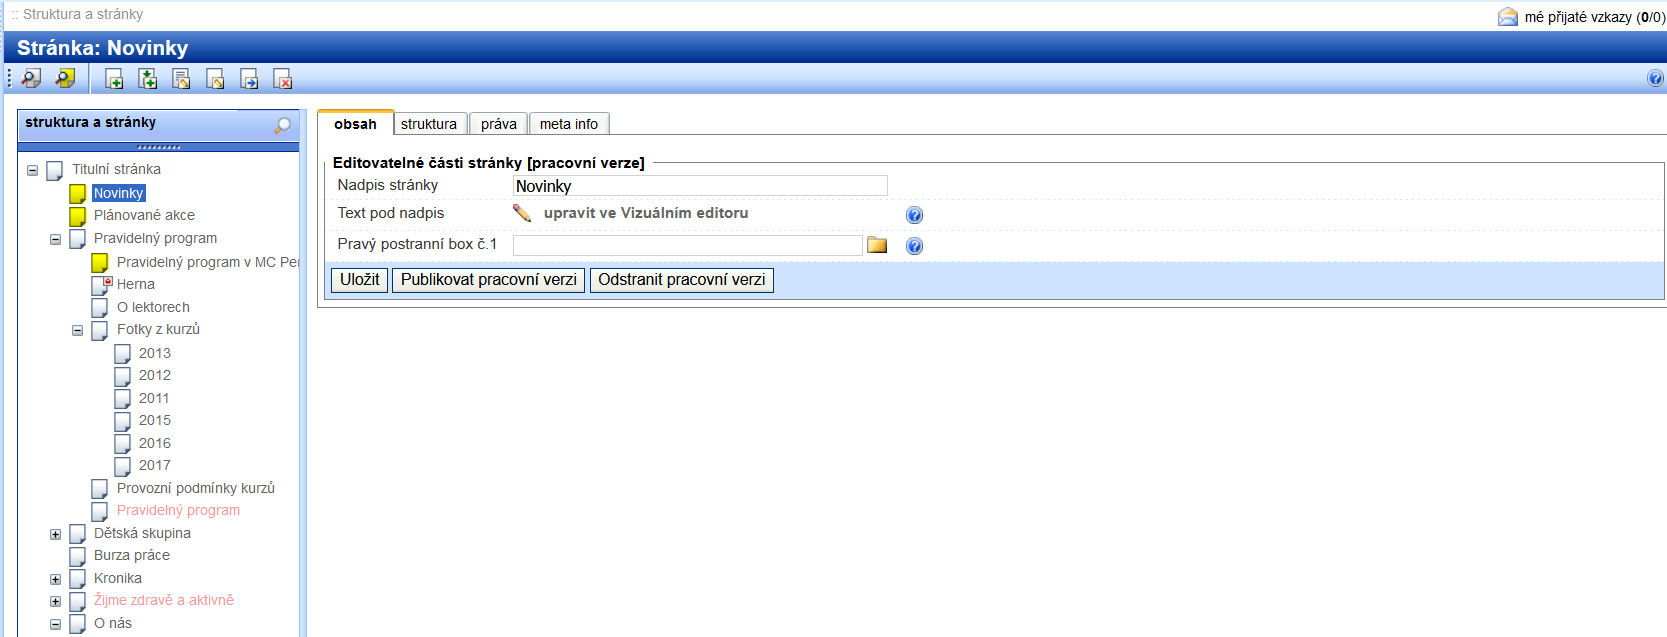 :: Struktura a stránky
mé přijaté vzkazy (0/0)
Stránka: Novinky
struktura a stránky
Titulní stránka
Novinky
Plánované akce
Pravidelný program
Pravidelný program v MC Per
Herna
O lektorech
Fotky z kurzů
2013
2012
2011
2015
2016
2017
Provozní podmínky kurzů
Pravidelný program
Dětská skupina
Burza práce
Kronika
Žijme zdravě a aktivně
O nás
obsah struktura práva meta info
Editovatelné části stránky [pracovní verze]
Nadpis stránky Novinky
Text pod nadpis upravit ve Vizuálním editoru
Pravý postranní box č.1
Uložit Publikovat pracovní verzi Odstranit pracovní verzi